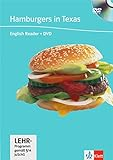 DVD
Hamburgers in Texas
English Reader + DVD
LEHR-
Programm
gemäß
§ 14
JuSchG
Klett